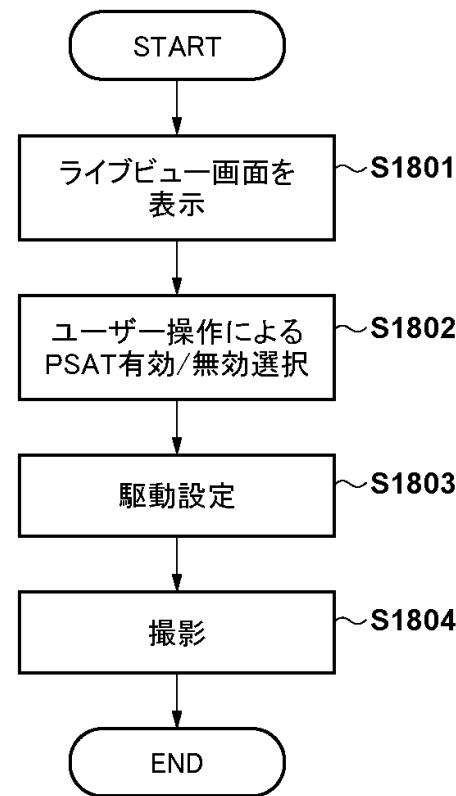 START
ライブビュー画面を
表示
S1801
ユーザー操作による
PSAT有効/無効選択
S1802
駆動設定
S1803
撮影
S1804
END